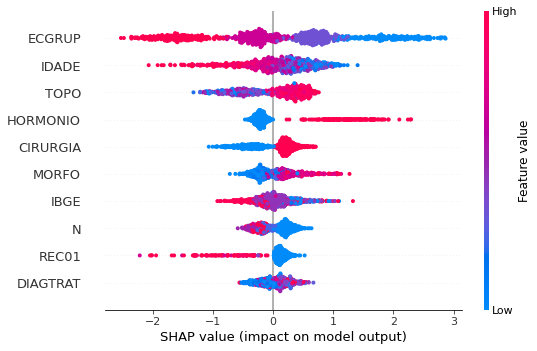 High
ECGRUP
IDADE
TOPO
HORMONIO
CIRURGIA
MORFO
IBGE
N
REC01
DIAGTRAT
Feature value
Low
−2 −1 0 1 2 3
SHAP value (impact on model output)